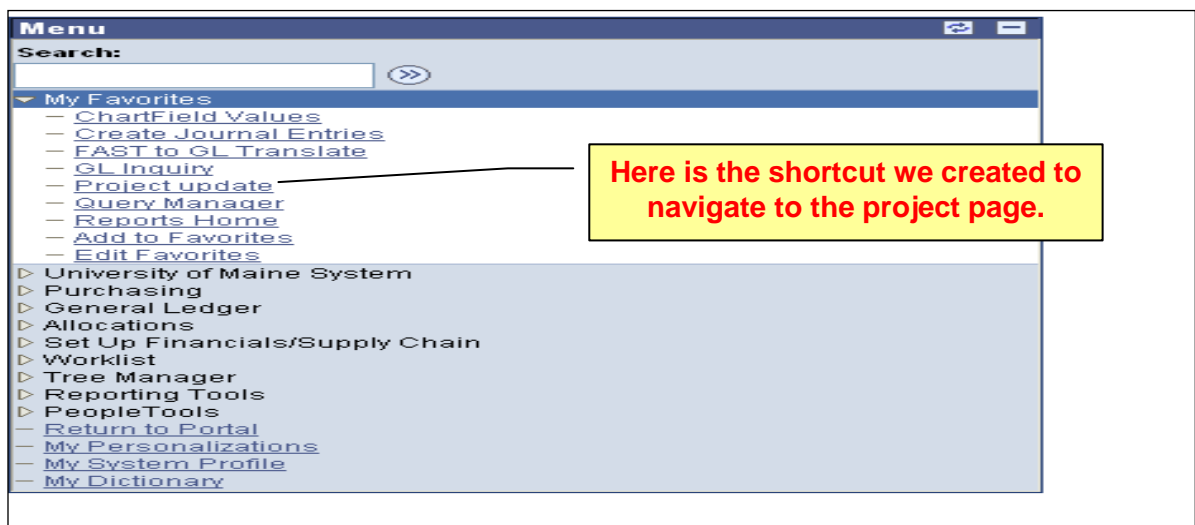 Menu
Search:
My Favorites
ChartField Values
Create Journal Entries
FAST to GL Translate
GL Inquiry
Project update
Query Manager
Reports Home
Add to Favorites
Edit Favorites
Here is the shortcut we created to
navigate to the project page.
University of Maine System
Purchasing
General Ledger
Allocations
Set Up Financials/Supply Chain
Worklist
Tree Manager
Reporting Tools
PeopleTools
Return to Portal
My Personalizations
My System Profile
My Dictionary